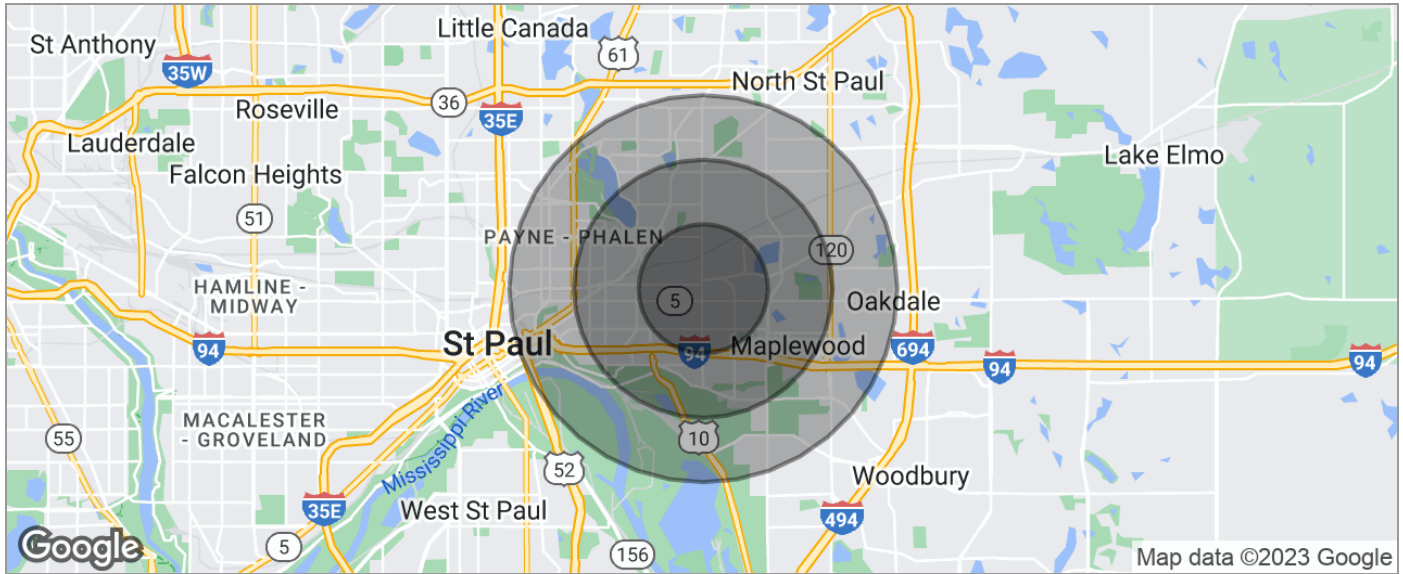 Little Canada
St Anthony
61
35W
North St Paul
36
Roseville
35E
Lauderdale
Lake Elmo
Falcon Heights
51
PAYNE - PHALEN
120
HAMLINE -
MIDWAY
5
Oakdale
St Paul
Maplewood
94
94
694
94
94
MACALESTER
- GROVELAND
Mississippi River
55
10
52
Woodbury
35E
West St Paul
494
5
156
Google
Map data ©2023 Google